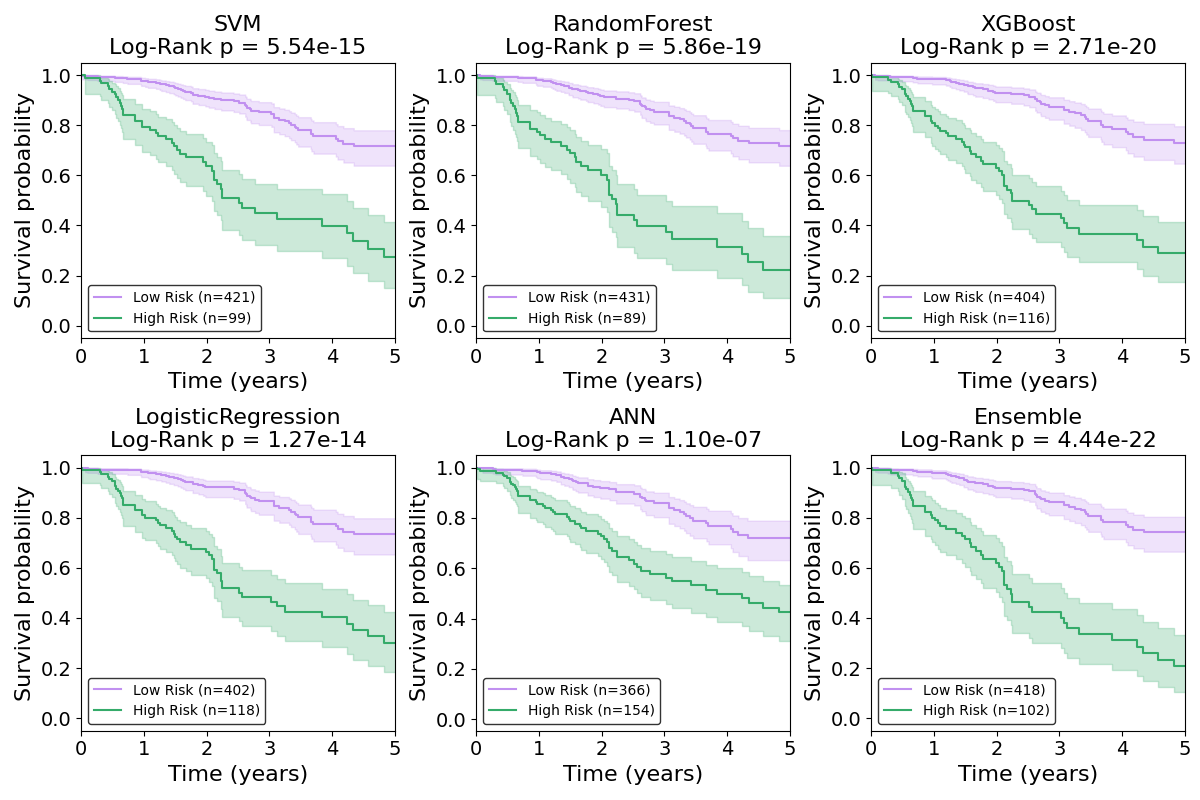 SVM
Log-Rank p = 5.54e-15
Survival probability
1.0
0.8
0.6
0.4
0.2
0.0
Low Risk (n=421)
High Risk (n=99)
0 1 2 3 4 5
Time (years)
RandomForest
Log-Rank p = 5.86e-19
Survival probability
1.0
0.8
0.6
0.4
0.2
0.0
Low Risk (n=431)
High Risk (n=89)
0 1 2 3 4 5
Time (years)
XGBoost
Log-Rank p = 2.71e-20
Survival probability
1.0
0.8
0.6
0.4
0.2
0.0
Low Risk (n=404)
High Risk (n=116)
0 1 2 3 4 5
Time (years)
LogisticRegression
Log-Rank p = 1.27e-14
Survival probability
1.0
0.8
0.6
0.4
0.2
0.0
Low Risk (n=402)
High Risk (n=118)
0 1 2 3 4 5
Time (years)
ANN
Log-Rank p = 1.10e-07
Survival probability
1.0
0.8
0.6
0.4
0.2
0.0
Low Risk (n=366)
High Risk (n=154)
0 1 2 3 4 5
Time (years)
Ensemble
Log-Rank p = 4.44e-22
Survival probability
1.0
0.8
0.6
0.4
0.2
0.0
Low Risk (n=418)
High Risk (n=102)
0 1 2 3 4 5
Time (years)